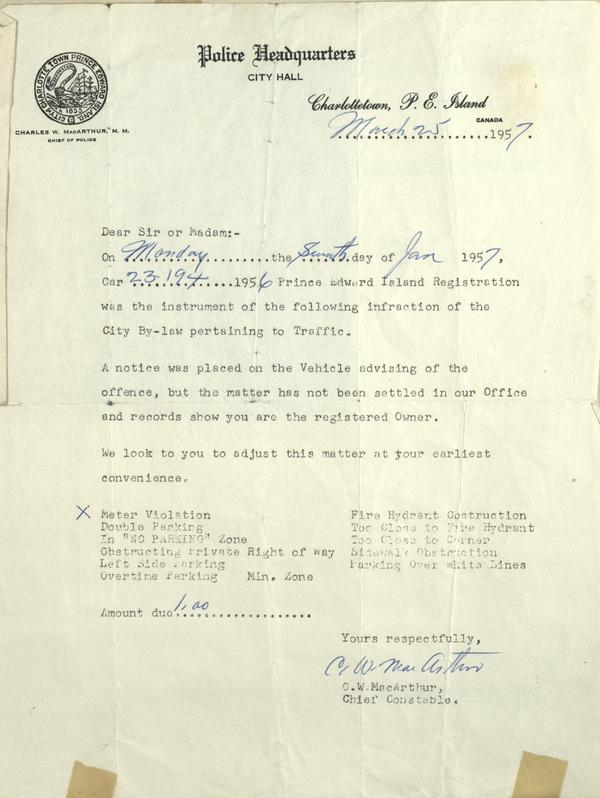 Police Headquarters
CITY HALL
CITY CHARLOTTE TOWN PRINCE EDWARD ISLAND
1855
CHARLES W. MACARTHUR, M. M.
CHIEF OF POLICE
Charlottetown, P. E. Island
CANADA
March 25 1957.
Dear Sir or Madam:-
On Monday the Seventh day of Jan 1957,
Car 23-194 1956 Prince Edward Island Registration
was the instrument of the following infraction of the
City By-law pertaining to Traffic.
A notice was placed on the Vehicle advising of the
offence, but the matter has not been settled in our Office
and records show you are the registered Owner.
We look to you to adjust this matter at your earliest
convenience.
X Meter Violation Fire Hydrant Obstruction
Double Parking Too Close to Fire Hydrant
In "NO PARKING" Zone Too Close to Corner
Obstructing Private Right of Way Sidewalk Obstruction
Left Side Parking Parking Over White Lines
Overtime Parking Min. Zone
Amount due 1.00
Yours respectfully,
C W MacArthur
C.W.MacArthur,
Chief Constable.